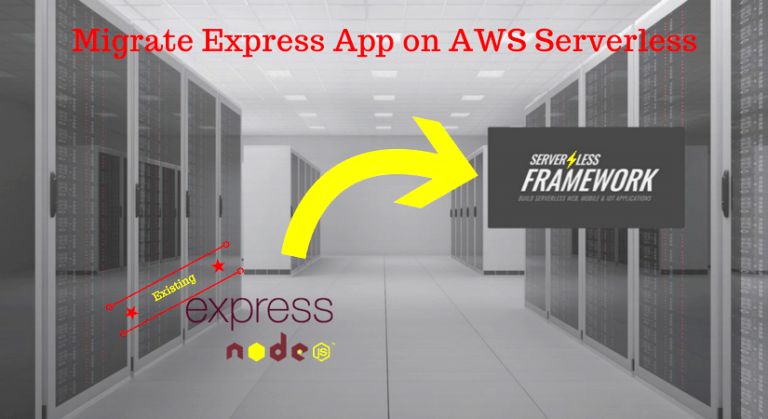 Migrate Express App on AWS Serverless
SERVERLESS
FRAMEWORK
BUILD SERVERLESS WEB, MOBILE & IOT APPLICATIONS
Existing
express
node
JS